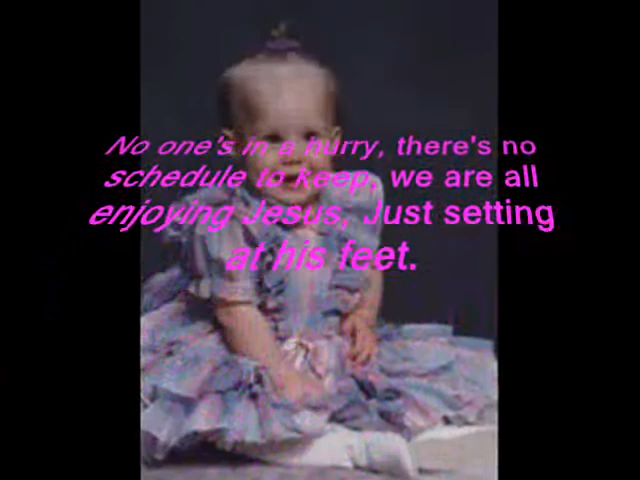 No one's in a hurry, there's no
schedule to keep, we are all
enjoying Jesus, Just setting
at his feet.